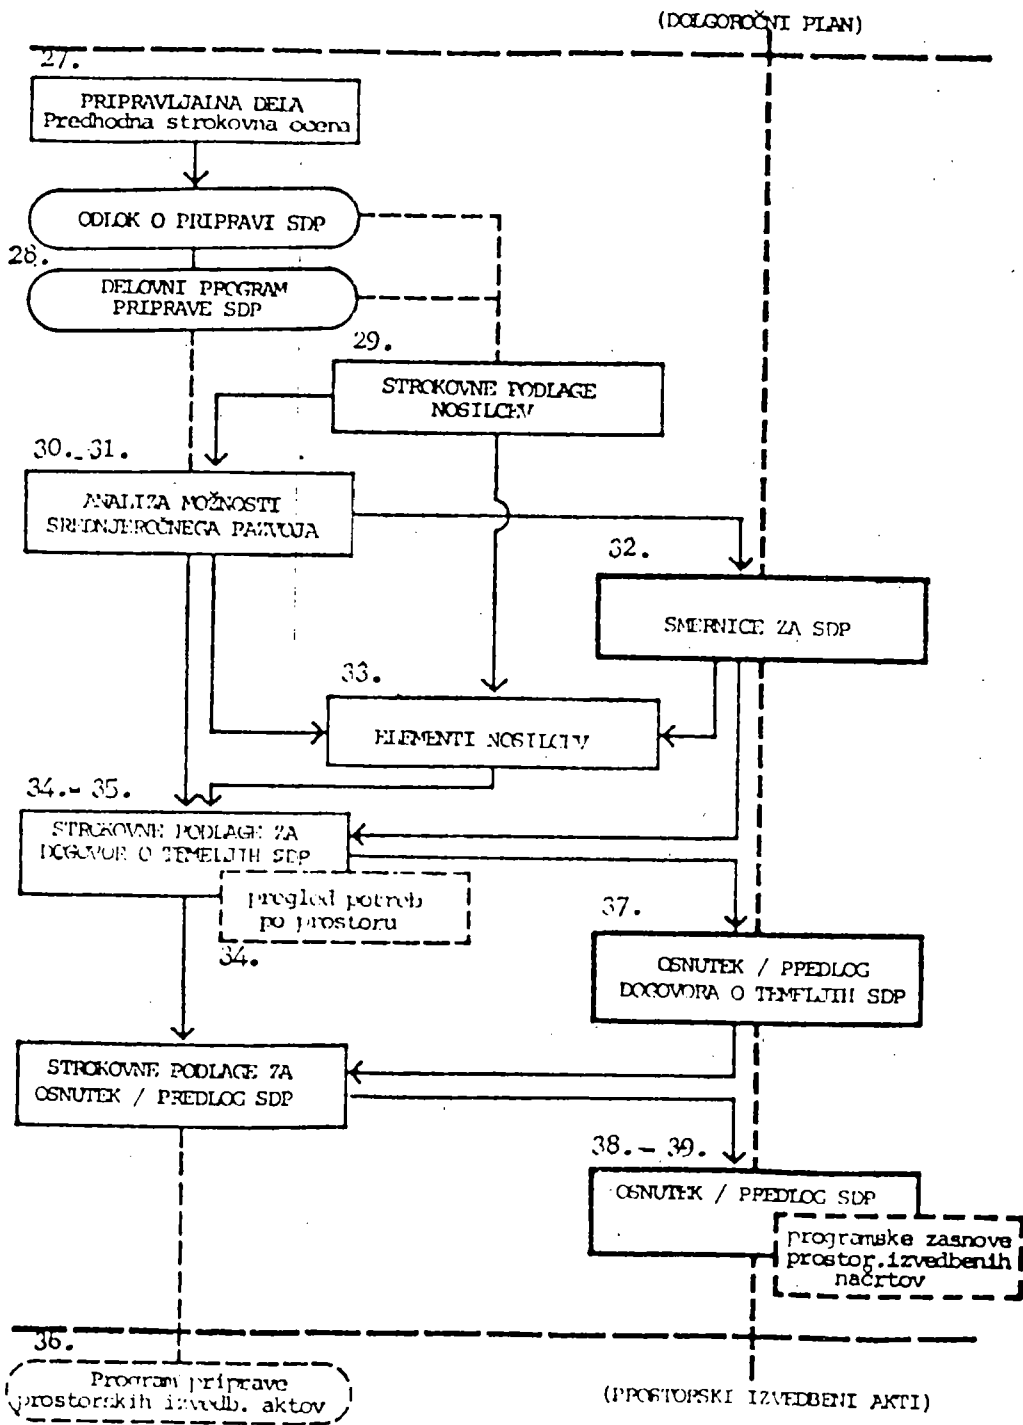 (DOLGOROČNI PLAN)
27.
PRIPRAVLJALNA DELA
Predhodna strokovna ocena
ODLOK O PRIPRAVI SDP
28.
DELOVNI PROGRAM
PRIPRAVE SDP
29.
STROKOVNE PODLAGE
NOSILCEV
30.-31.
ANALIZA MOŽNOSTI
SREDNJEROČNEGA RAZVOJA
32.
SMERNICE ZA SDP
33.
ELEMENTI NOSILCEV
34.- 35.
STROKOVNE PODLAGE ZA
DOGOVOR O TEMELJIH SDP
pregled potreb
po prostoru
34.
37.
OSNUTEK / PREDLOG
DOGOVORA O TEMELJIH SDP
STROKOVNE PODLAGE ZA
OSNUTEK / PREDLOG SDP
38.- 39.
OSNUTEK / PREDLOG SDP
programske zasnove
prostor.izvedbenih
načrtov
36.
Program priprave
prostorskih izvedb. aktov
(PROSTORSKI IZVEDBENI AKTI)